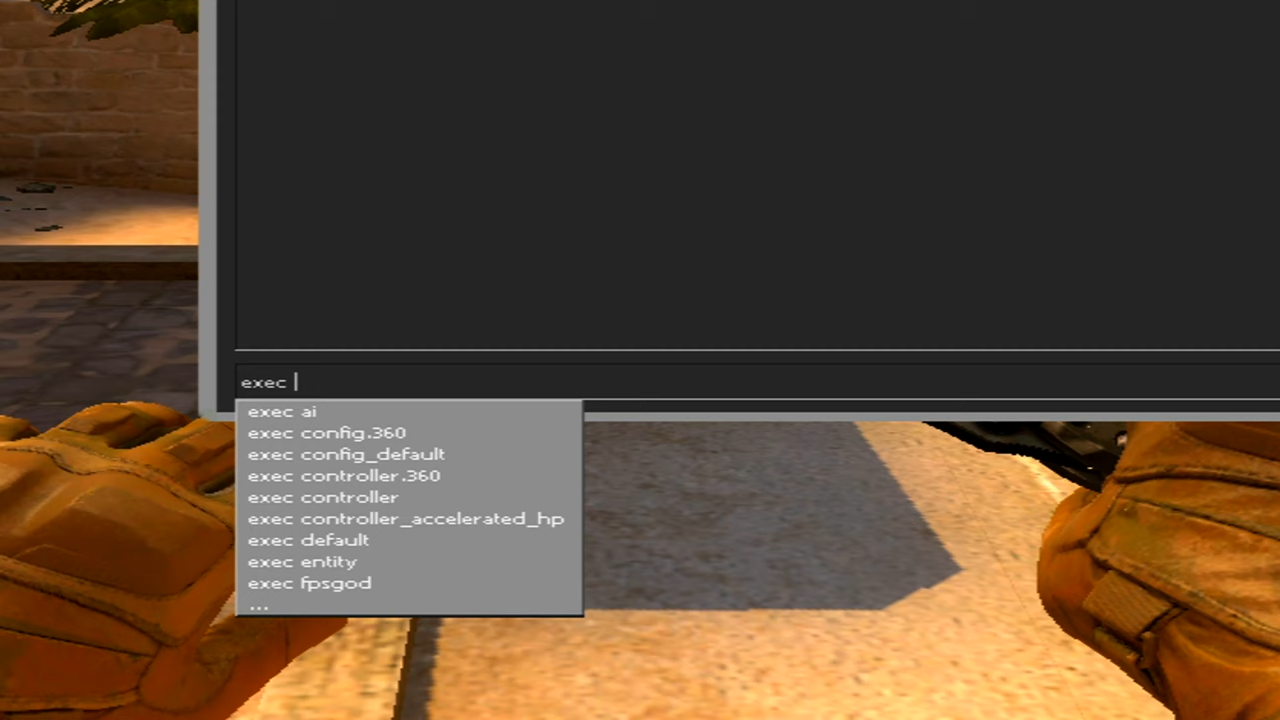 exec
exec ai
exec config.360
exec config_default
exec controller.360
exec controller
exec controller_accelerated_hp
exec default
exec entity
exec fpsgod
...